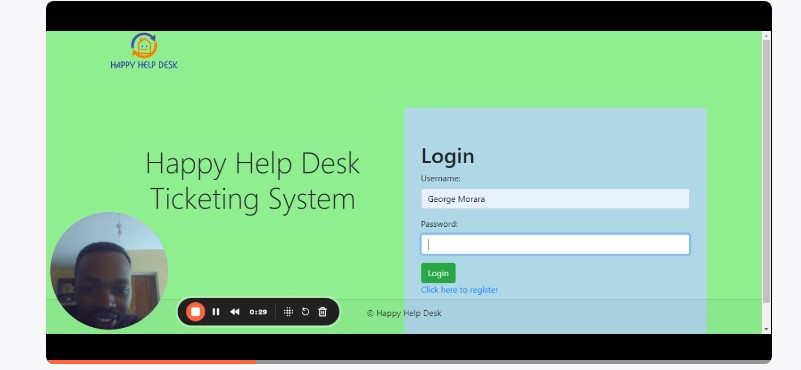 HAPPY HELP DESK
Happy Help Desk
Ticketing System
Login
Username:
George Morara
Password:
Login
Click here to register
0:29
© Happy Help Desk